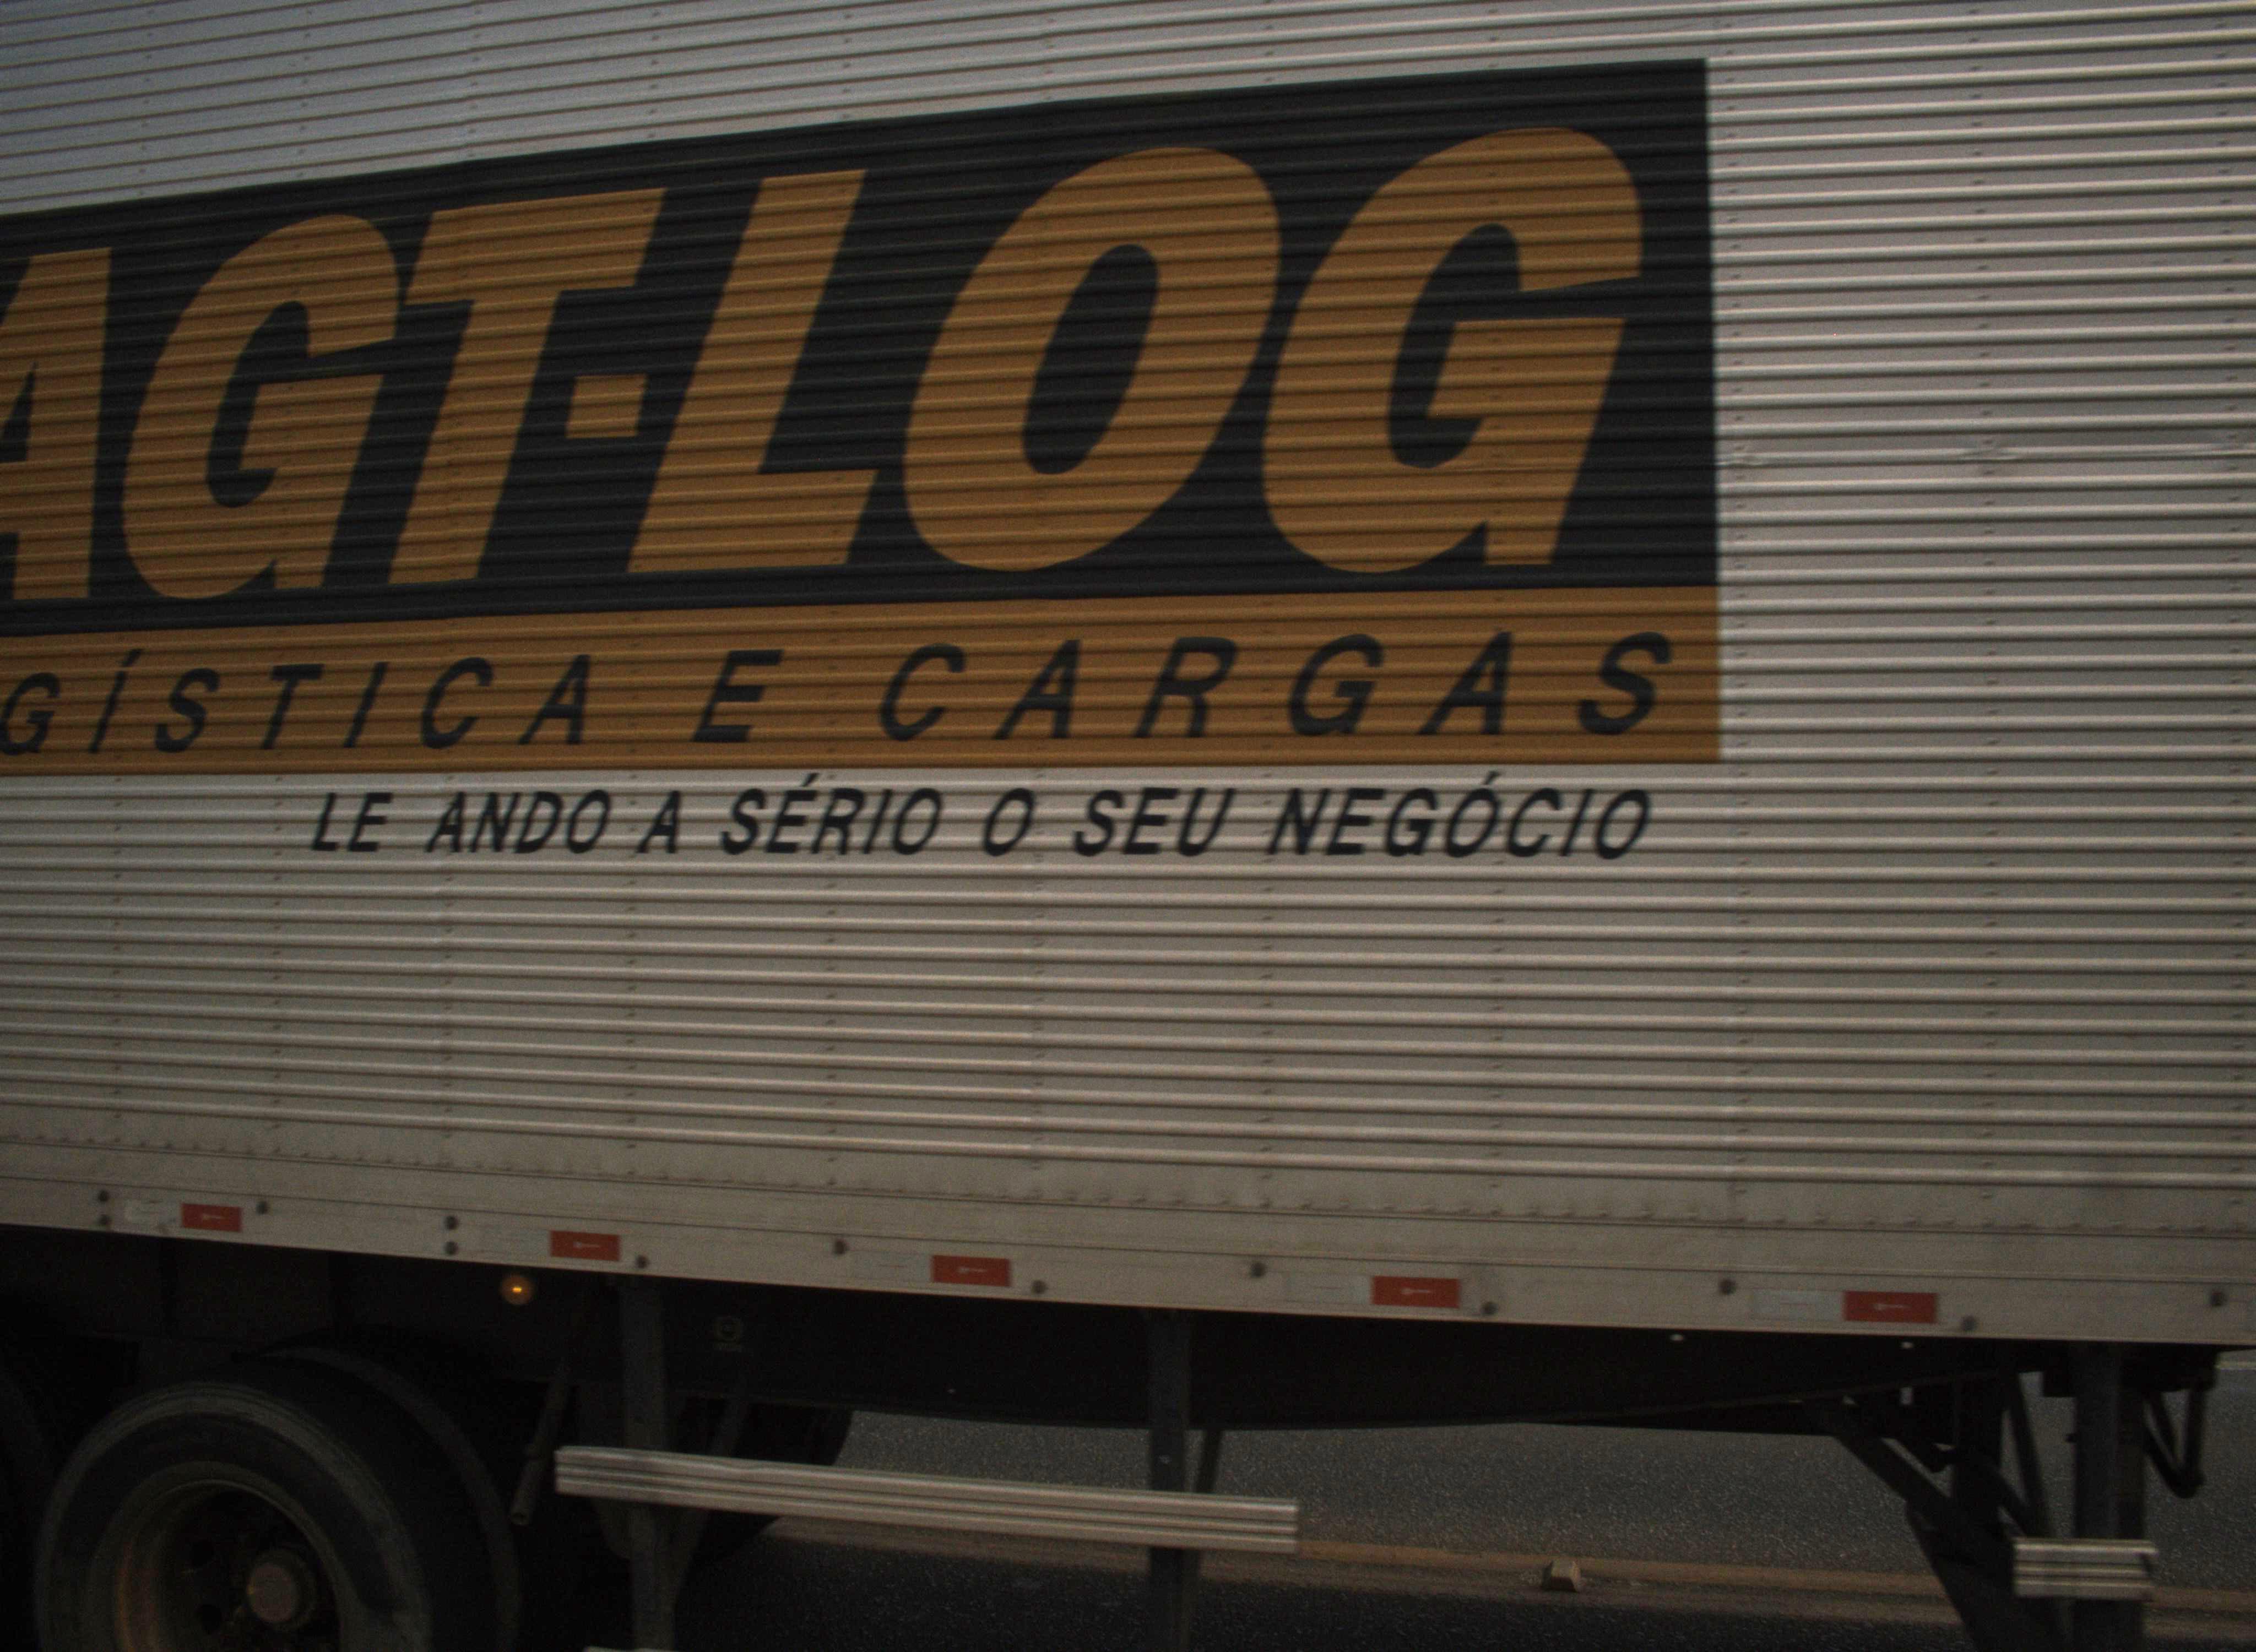 AGT-LOG
GÍSTICA E CARGAS
LE ANDO A SÉRIO O SEU NEGÓCIO